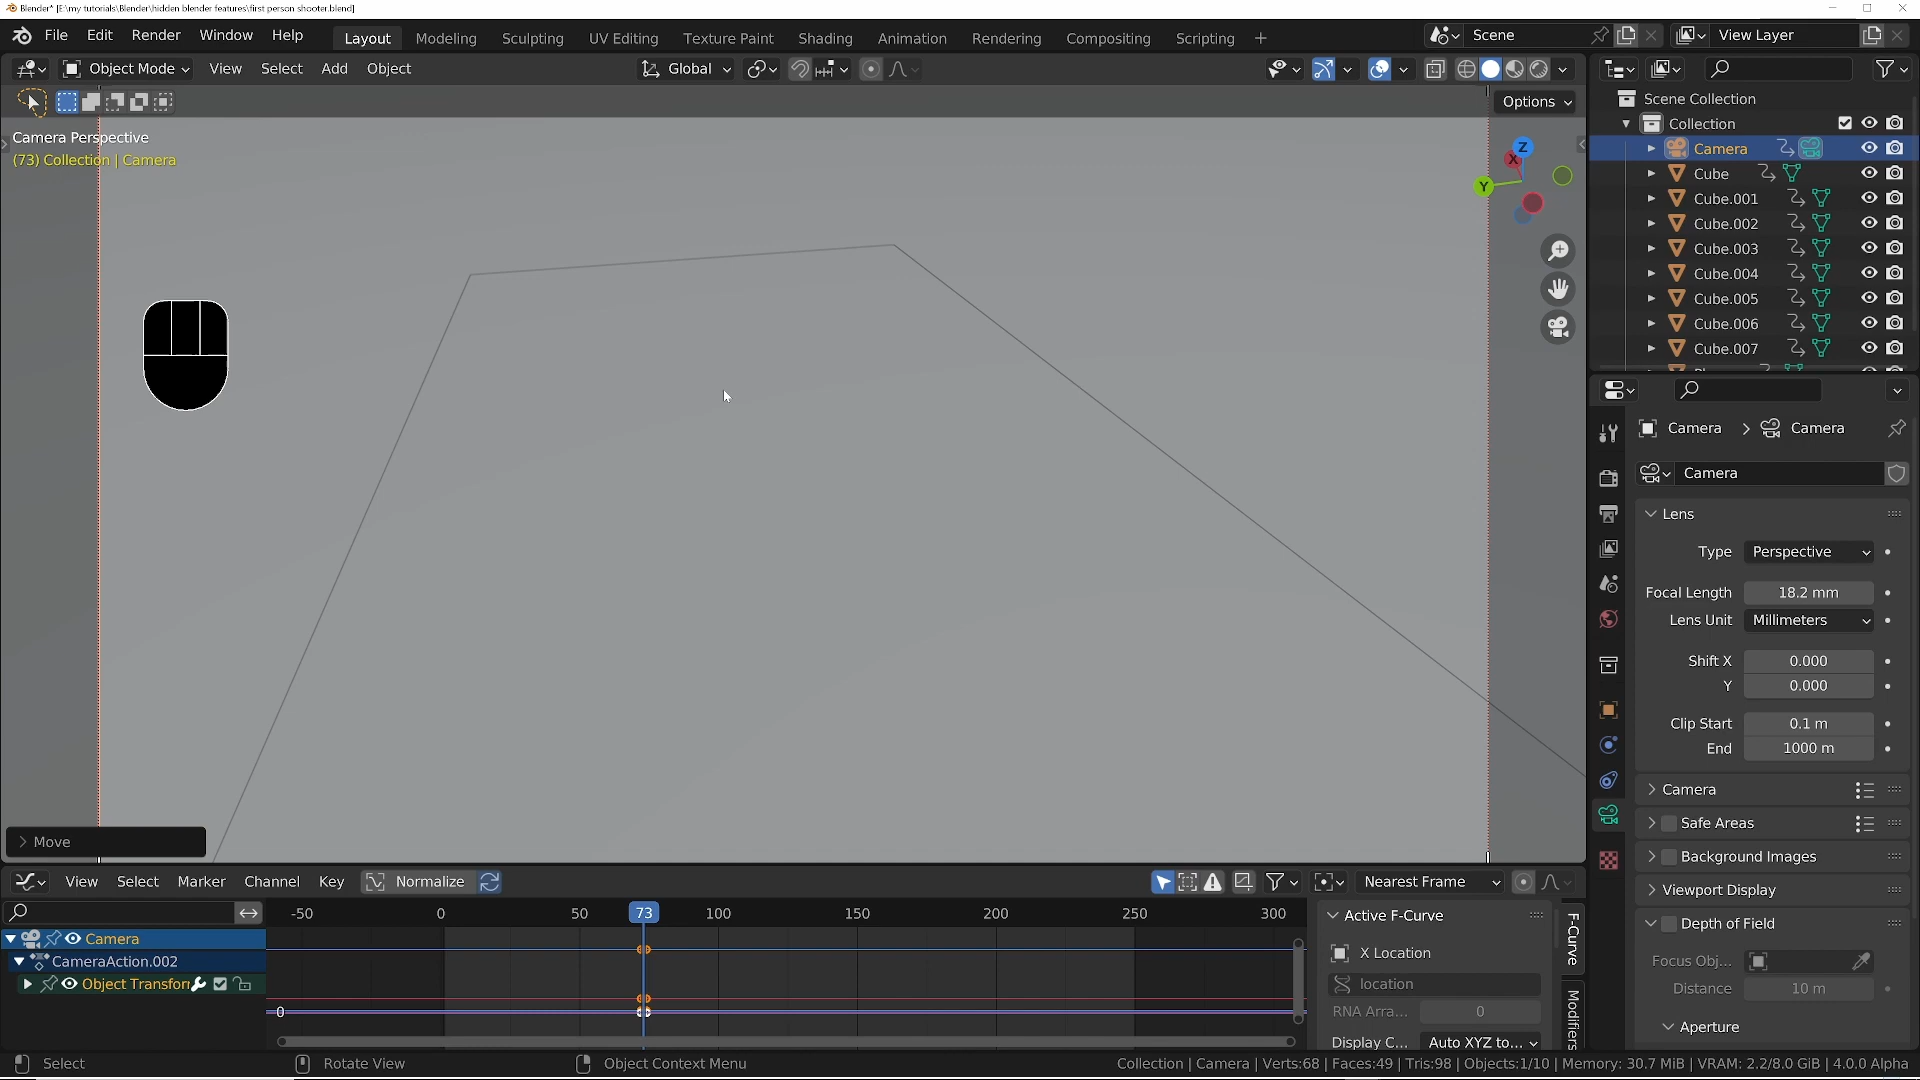 Blender* [E:\my tutorials\Blender\hidden blender features\first person shooter.blend]
File Edit Render Window Help Layout Modeling Sculpting UV Editing Texture Paint Shading Animation Rendering Compositing Scripting + Scene View Layer
Object Mode View Select Add Object Global
Options
Camera Perspective
(73) Collection | Camera
Z
X
Y
Scene Collection
Collection
Camera
Cube
Cube.001
Cube.002
Cube.003
Cube.004
Cube.005
Cube.006
Cube.007
Camera > Camera
Camera
Lens
Type Perspective
Focal Length 18.2 mm
Lens Unit Millimeters
Shift X 0.000
Y 0.000
Clip Start 0.1 m
End 1000 m
Camera
Safe Areas
Background Images
Viewport Display
Depth of Field
Focus Obj...
Distance 10 m
Aperture
Move
View Select Marker Channel Key Normalize Nearest Frame
-50 0 50 73 100 150 200 250 300
Camera
CameraAction.002
Object Transfor
0
Active F-Curve
X Location
location
RNA Arra... 0
Display C... Auto XYZ to...
F-Curve
Modifiers
Select Rotate View Object Context Menu
Collection | Camera | Verts:68 | Faces:49 | Tris:98 | Objects:1/10 | Memory: 30.7 MiB | VRAM: 2.2/8.0 GiB | 4.0.0 Alpha